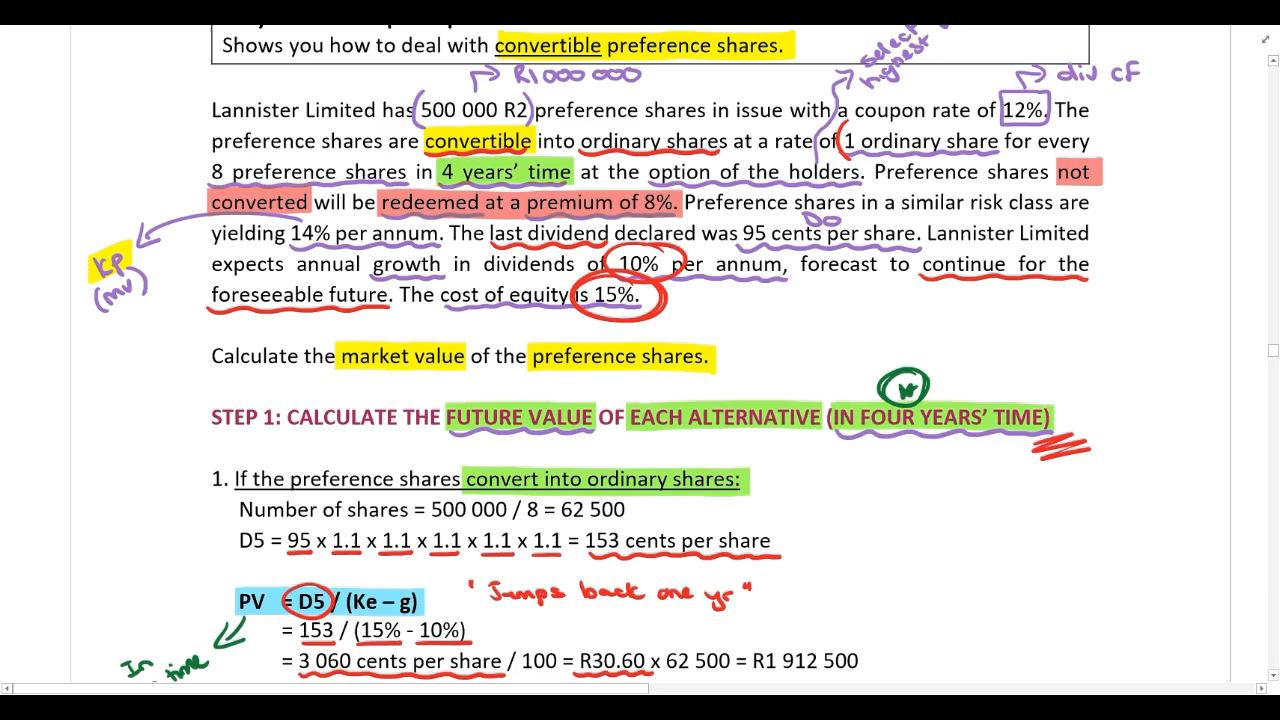 Shows you how to deal with convertible preference shares.
select
highest
R1 000 000
div CF
Lannister Limited has 500 000 R2 preference shares in issue with a coupon rate of 12%. The
preference shares are convertible into ordinary shares at a rate of 1 ordinary share for every
8 preference shares in 4 years' time at the option of the holders. Preference shares not
converted will be redeemed at a premium of 8%. Preference shares in a similar risk class are
D0
yielding 14% per annum. The last dividend declared was 95 cents per share. Lannister Limited
KP
(mv)
expects annual growth in dividends of 10% per annum, forecast to continue for the
foreseeable future. The cost of equity is 15%.
Calculate the market value of the preference shares.
STEP 1: CALCULATE THE FUTURE VALUE OF EACH ALTERNATIVE (IN FOUR YEARS' TIME)
1. If the preference shares convert into ordinary shares:
Number of shares = 500 000 / 8 = 62 500
D5 = 95 x 1.1 x 1.1 x 1.1 x 1.1 x 1.1 = 153 cents per share
"Jumps back one yr"
PV = D5 / (Ke – g)
= 153 / (15% - 10%)
In time
= 3 060 cents per share / 100 = R30.60 x 62 500 = R1 912 500